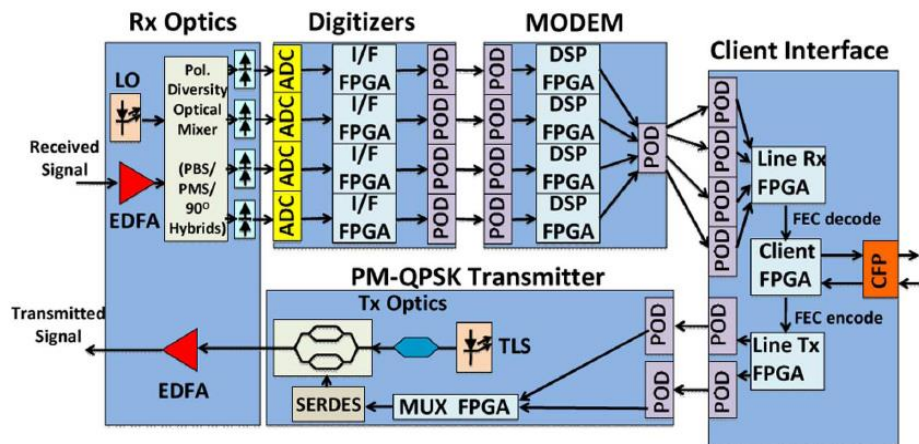 Rx Optics
Digitizers
MODEM
Client Interface
LO
Pol.
Diversity
Optical
Mixer
(PBS/
PMS/
90° 
Hybrids)
Received
Signal
EDFA
ADC
ADC
ADC
ADC
I/F
FPGA
I/F
FPGA
I/F
FPGA
I/F
FPGA
POD
POD
POD
POD
POD
POD
POD
POD
DSP
FPGA
DSP
FPGA
DSP
FPGA
DSP
FPGA
POD
POD
POD
POD
POD
Line Rx
FPGA
FEC decode
Client
FPGA
CFP
FEC encode
Line Tx
FPGA
POD
POD
PM-QPSK Transmitter
Tx Optics
TLS
POD
POD
SERDES
MUX FPGA
Transmitted
Signal
EDFA